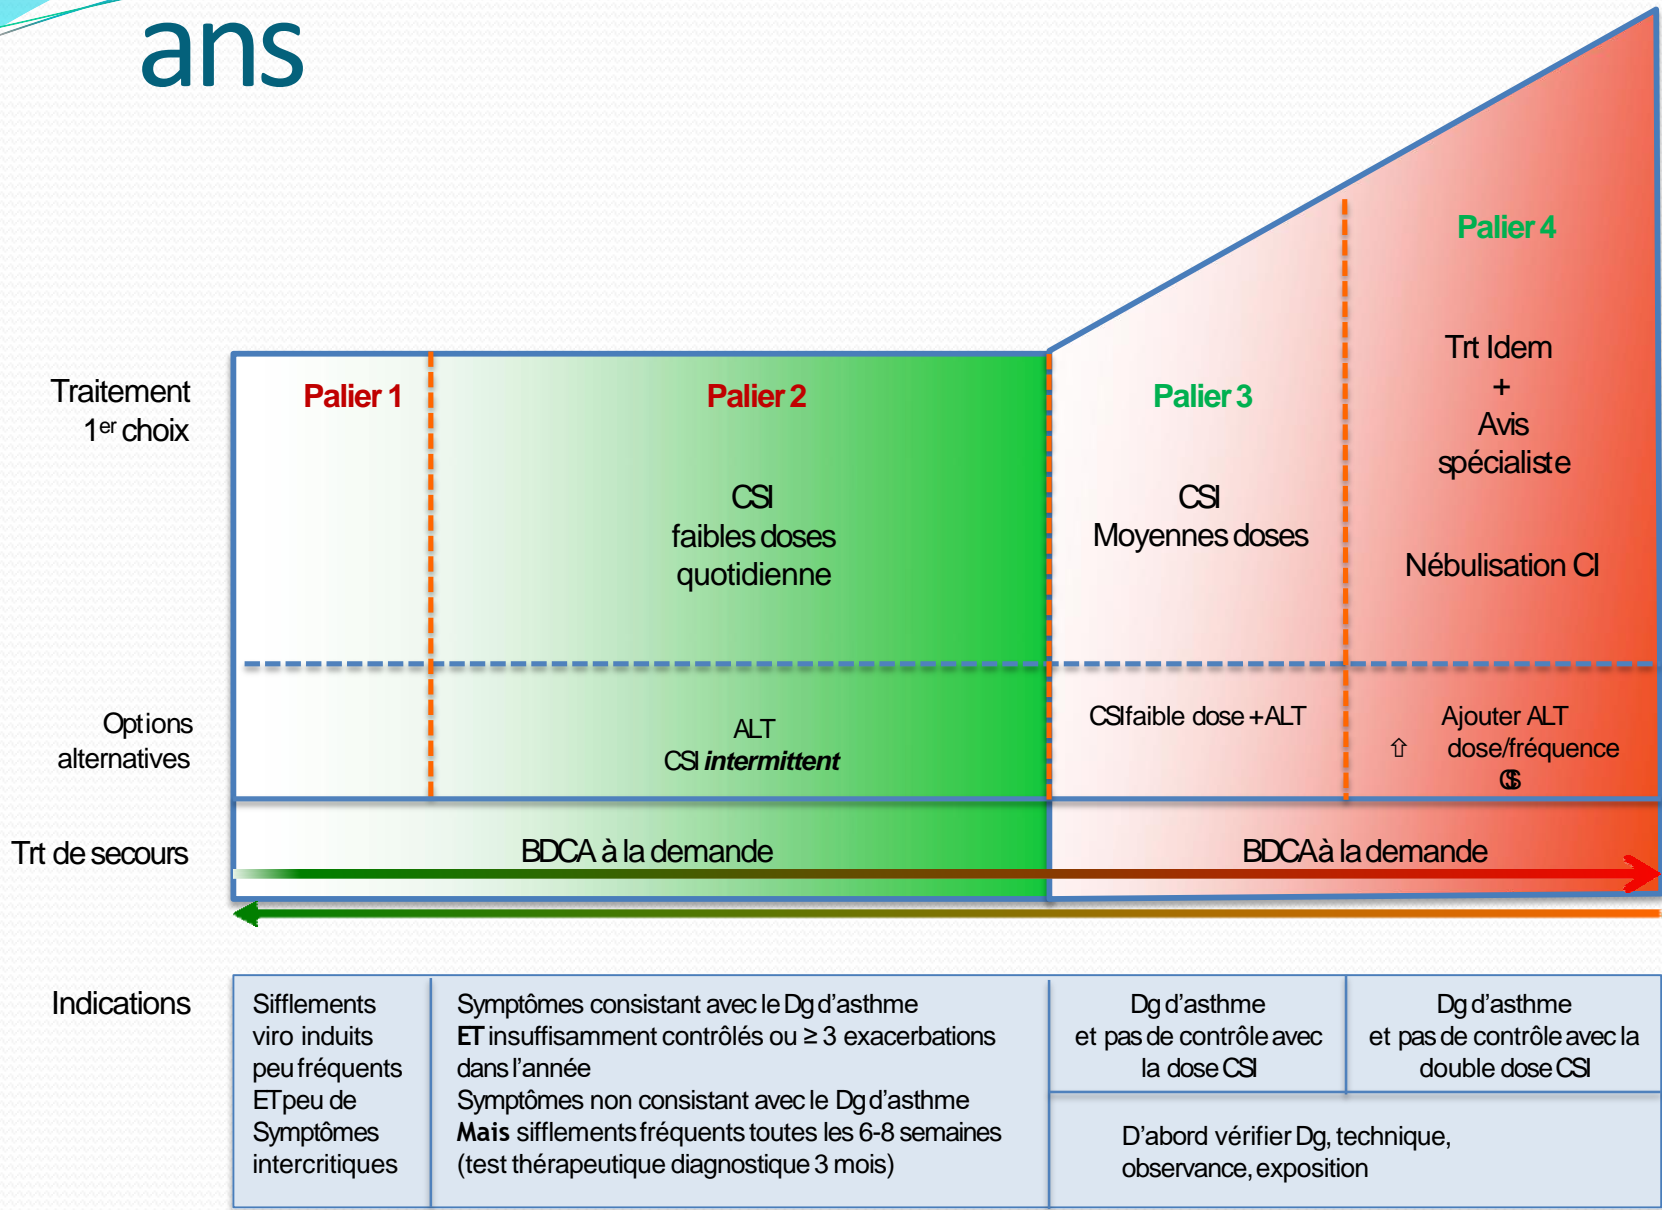 ans
Traitement
1er choix
Palier 1
Palier 2
CSI
faibles doses
quotidienne
Palier 3
CSI
Moyennes doses
Palier 4
Trt Idem
+
Avis
spécialiste
Nébulisation CI
Options
alternatives
ALT
CSI intermittent
CSI faible dose + ALT
Ajouter ALT
⇧ dose/fréquence
Trt de secours
BDCA à la demande
BDCA à la demande
Indications
Sifflements
viro induits
peu fréquents
ET peu de
Symptômes
intercritiques
Symptômes consistant avec le Dg d'asthme
ET insuffisamment contrôlés ou ≥ 3 exacerbations
dans l'année
Symptômes non consistant avec le Dg d'asthme
Mais sifflements fréquents toutes les 6-8 semaines
(test thérapeutique diagnostique 3 mois)
Dg d'asthme
et pas de contrôle avec
la dose CSI
Dg d'asthme
et pas de contrôle avec la
double dose CSI
D'abord vérifier Dg, technique,
observance, exposition